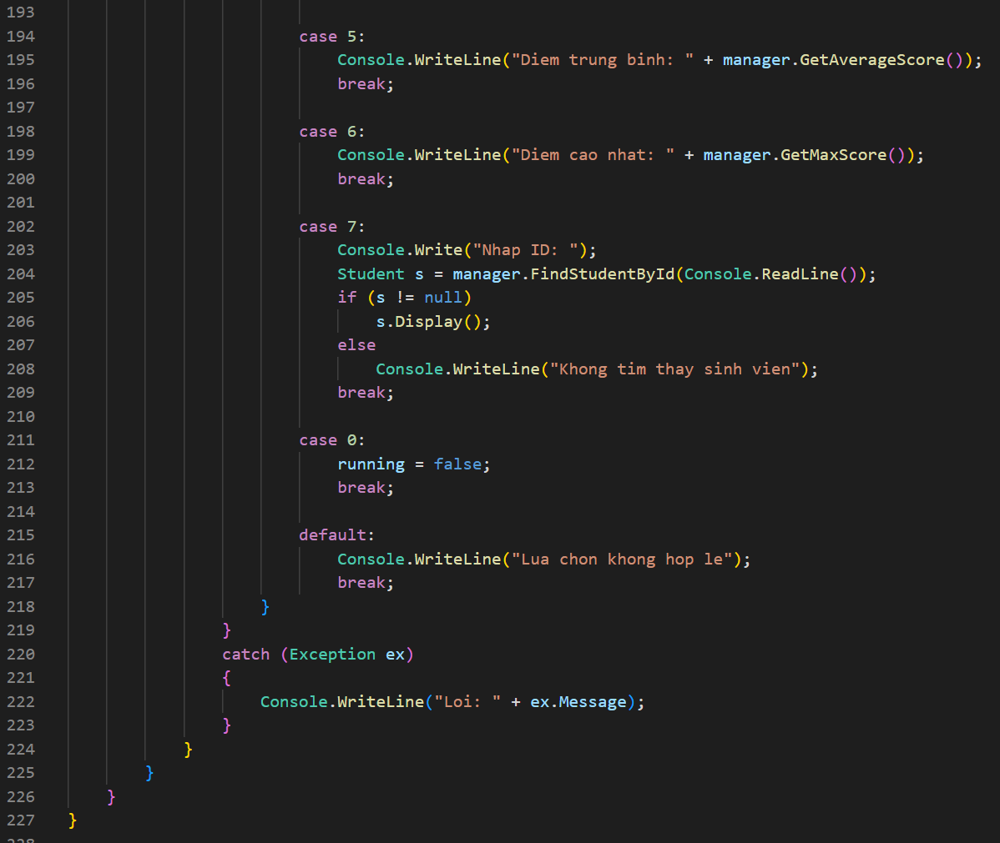 193
194 case 5:
195 Console.WriteLine("Diem trung binh: " + manager.GetAverageScore());
196 break;
197
198 case 6:
199 Console.WriteLine("Diem cao nhat: " + manager.GetMaxScore());
200 break;
201
202 case 7:
203 Console.Write("Nhap ID: ");
204 Student s = manager.FindStudentById(Console.ReadLine());
205 if (s != null)
206 s.Display();
207 else
208 Console.WriteLine("Khong tim thay sinh vien");
209 break;
210
211 case 0:
212 running = false;
213 break;
214
215 default:
216 Console.WriteLine("Lua chon khong hop le");
217 break;
218 }
219 }
220 catch (Exception ex)
221 {
222 Console.WriteLine("Loi: " + ex.Message);
223 }
224 }
225 }
226 }
227 }